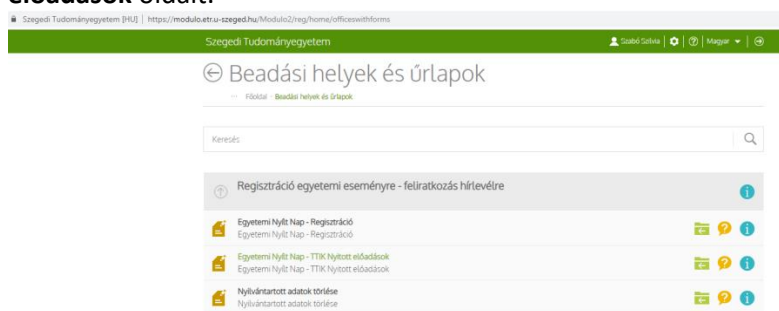 előadások oldalt.
Szegedi Tudományegyetem [HU] | https://modulo.etr.u-szeged.hu/Modulo2/reg/home/officeswithforms
Szegedi Tudományegyetem Szabó Szilvia | | Magyar |
Beadási helyek és űrlapok
Főoldal - Beadási helyek és űrlapok
Keresés
Regisztráció egyetemi eseményre - feliratkozás hírlevélre
Egyetemi Nyílt Nap - Regisztráció
Egyetemi Nyílt Nap - Regisztráció
Egyetemi Nyílt Nap - TTIK Nyitott előadások
Egyetemi Nyílt Nap - TTIK Nyitott előadások
Nyilvántartott adatok törlése
Nyilvántartott adatok törlése